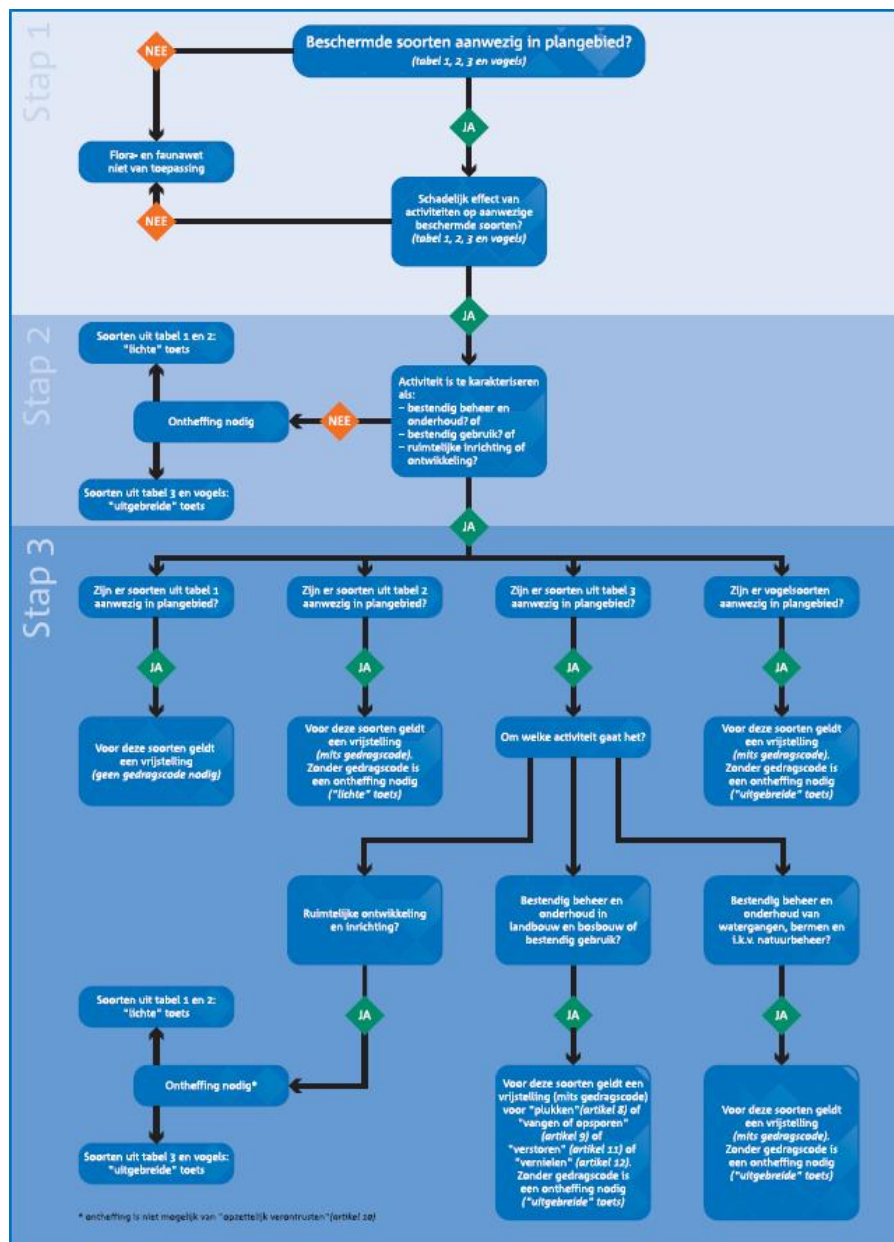 Stap 1
Beschermde soorten aanwezig in plangebied?
(tabel 1, 2, 3 en vogels)
NEE
JA
Flora- en faunawet
niet van toepassing
Schadelijk effect van
activiteiten op aanwezige
beschermde soorten?
(tabel 1, 2, 3 en vogels)
NEE
JA
Stap 2
Soorten uit tabel 1 en 2:
"lichte" toets
Activiteit is te karakteriseren
als:
– bestendig beheer en
onderhoud? of
– bestendig gebruik? of
– ruimtelijke inrichting of
ontwikkeling?
NEE
Ontheffing nodig
Soorten uit tabel 3 en vogels:
"uitgebreide" toets
JA
Stap 3
Zijn er soorten uit tabel 1
aanwezig in plangebied?
Zijn er soorten uit tabel 2
aanwezig in plangebied?
Zijn er soorten uit tabel 3
aanwezig in plangebied?
Zijn er vogelsoorten
aanwezig in plangebied?
JA
JA
JA
JA
Voor deze soorten geldt
een vrijstelling
(geen gedragscode nodig)
Voor deze soorten geldt
een vrijstelling
(mits gedragscode).
Zonder gedragscode is
een ontheffing nodig
("lichte" toets)
Om welke activiteit gaat het?
Voor deze soorten geldt
een vrijstelling
(mits gedragscode).
Zonder gedragscode is
een ontheffing nodig
("uitgebreide" toets)
Ruimtelijke ontwikkeling
en inrichting?
Bestendig beheer en
onderhoud in
landbouw en bosbouw of
bestendig gebruik?
Bestendig beheer en
onderhoud van
watergangen, bermen en
i.k.v. natuurbeheer?
JA
JA
JA
Soorten uit tabel 1 en 2:
"lichte" toets
Ontheffing nodig*
Soorten uit tabel 3 en vogels:
"uitgebreide" toets
Voor deze soorten geldt een
vrijstelling (mits gedragscode)
voor "plukken"(artikel 8) of
"vangen of opsporen"
(artikel 9) of
"verstoren" (artikel 11) of
"vernielen" (artikel 12).
Zonder gedragscode is
een ontheffing nodig
("uitgebreide" toets)
Voor deze soorten geldt
een vrijstelling
(mits gedragscode).
Zonder gedragscode is
een ontheffing nodig
("uitgebreide" toets)
* ontheffing is niet mogelijk van "opzettelijk verontrusten"(artikel 10)